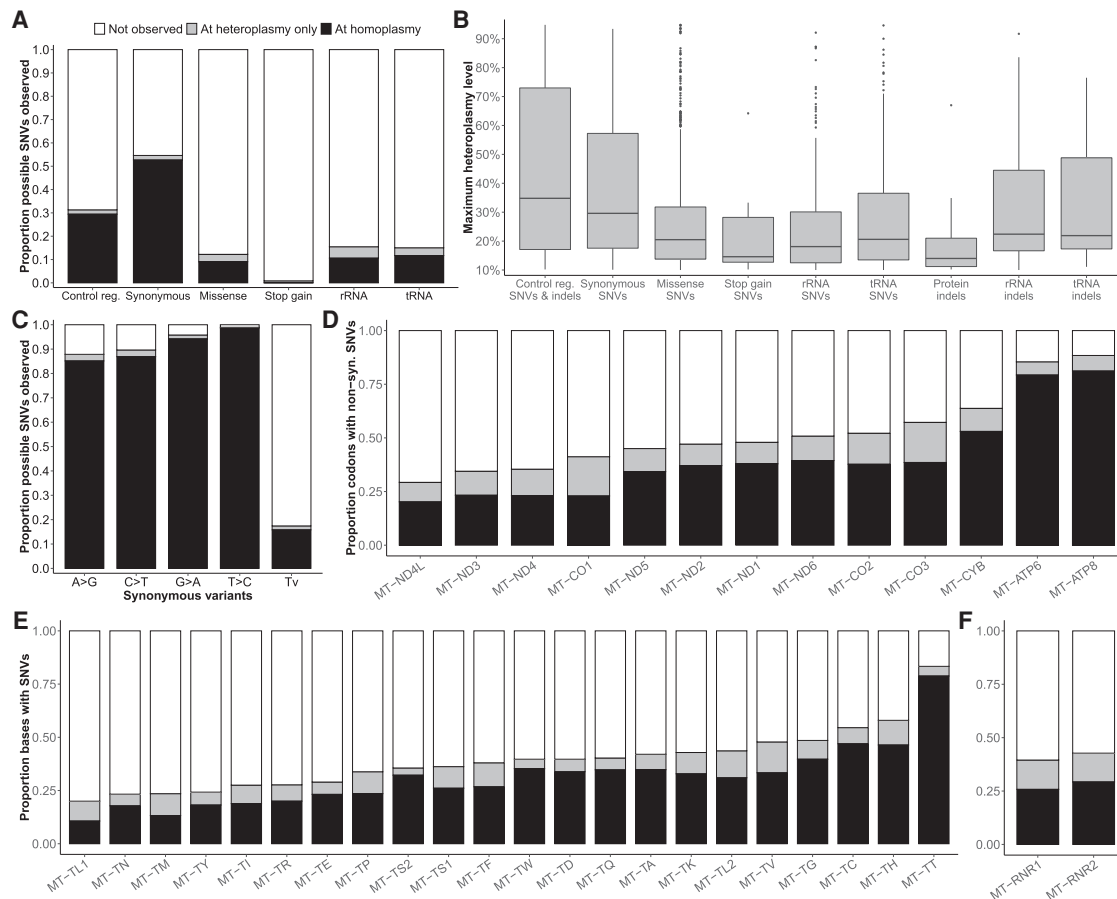 A
Not observed At heteroplasmy only At homoplasmy
Proportion possible SNVs observed
1.0
0.9
0.8
0.7
0.6
0.5
0.4
0.3
0.2
0.1
0.0
Control reg. Synonymous Missense Stop gain rRNA tRNA
B
Maximum heteroplasmy level
90%
80%
70%
60%
50%
40%
30%
20%
10%
Control reg. SNVs & indels
Synonymous SNVs
Missense SNVs
Stop gain SNVs
rRNA SNVs
tRNA SNVs
Protein indels
rRNA indels
tRNA indels
C
Proportion possible SNVs observed
1.0
0.9
0.8
0.7
0.6
0.5
0.4
0.3
0.2
0.1
0.0
A>G C>T G>A T>C Tv
Synonymous variants
D
Proportion codons with non−syn. SNVs
1.00
0.75
0.50
0.25
0.00
MT−ND4L MT−ND3 MT−ND4 MT−CO1 MT−ND5 MT−ND2 MT−ND1 MT−ND6 MT−CO2 MT−CO3 MT−CYB MT−ATP6 MT−ATP8
E
Proportion bases with SNVs
1.00
0.75
0.50
0.25
0.00
MT−TL1 MT−TN MT−TM MT−TY MT−TI MT−TR MT−TE MT−TP MT−TS2 MT−TS1 MT−TF MT−TW MT−TD MT−TQ MT−TA MT−TK MT−TL2 MT−TV MT−TG MT−TC MT−TH MT−TT
F
1.00
0.75
0.50
0.25
0.00
MT−RNR1 MT−RNR2